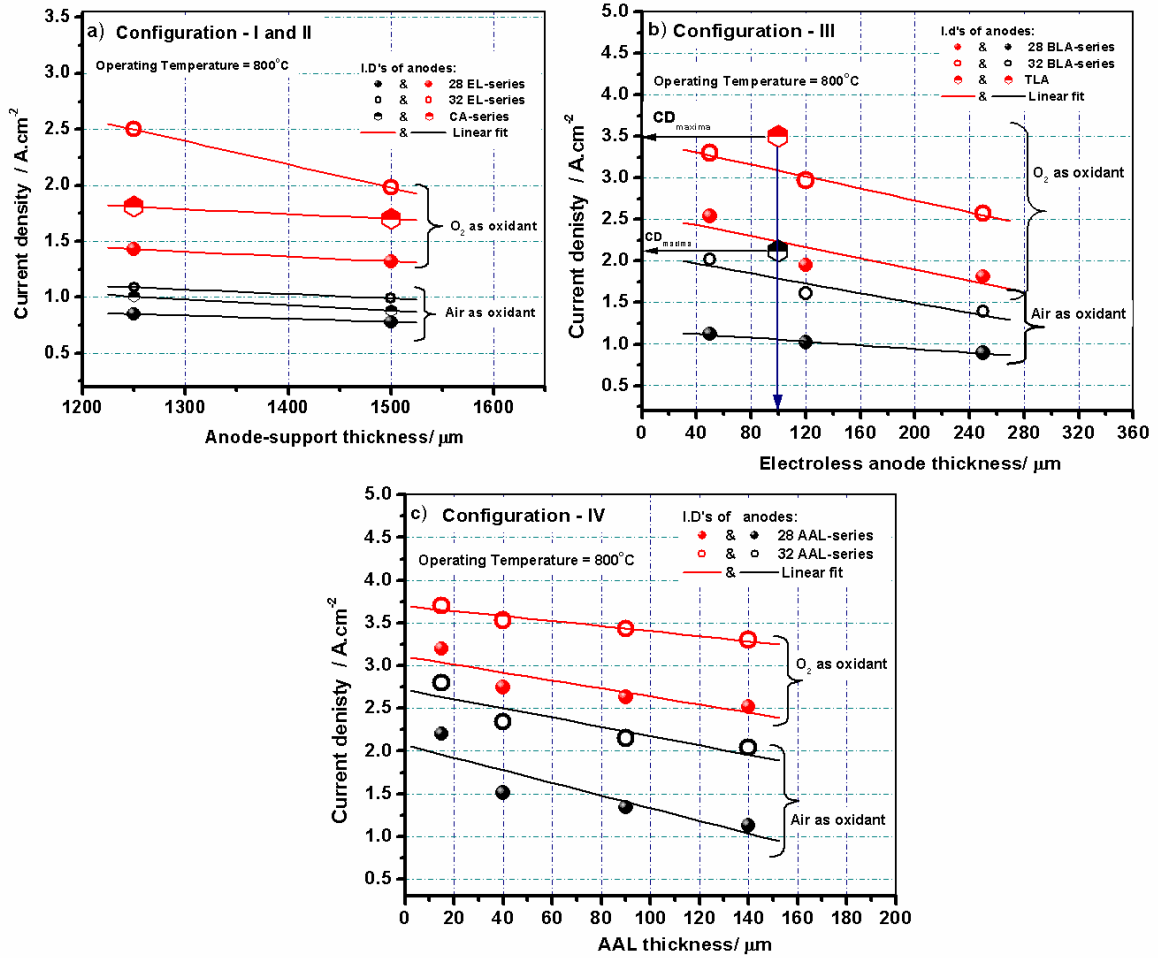 a) Configuration - I and II
Operating Temperature = 800°C
I.D's of anodes:
& 28 EL-series
& 32 EL-series
& CA-series
& Linear fit
O2 as oxidant
Air as oxidant
3.5
3.0
2.5
2.0
1.5
1.0
0.5
Current density / A.cm-2
1200 1300 1400 1500 1600
Anode-support thickness/ μm
b) Configuration - III
Operating Temperature = 800°C
I.d's of anodes:
& 28 BLA-series
& 32 BLA-series
& TLA
& Linear fit
CD maxima
CD maxima
O2 as oxidant
Air as oxidant
5.0
4.5
4.0
3.5
3.0
2.5
2.0
1.5
1.0
0.5
Current denisty / A.cm-2
0 40 80 120 160 200 240 280 320 360
Electroless anode thickness/ μm
c) Configuration - IV
Operating Temperature = 800°C
I.D's of anodes:
& 28 AAL-series
& 32 AAL-series
& Linear fit
O2 as oxidant
Air as oxidant
5.0
4.5
4.0
3.5
3.0
2.5
2.0
1.5
1.0
0.5
Current denisty / A.cm-2
0 20 40 60 80 100 120 140 160 180 200
AAL thickness/ μm